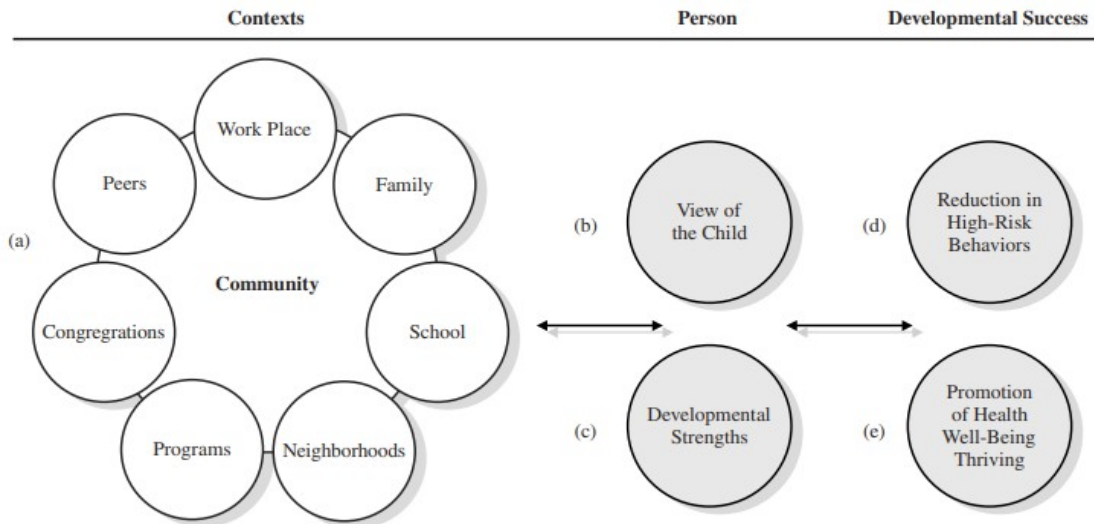 Contexts
Person
Developmental Success
(a)
Work Place
Peers
Family
Community
Congregrations
School
Programs
Neighborhoods
(b)
View of
the Child
(c)
Developmental
Strengths
(d)
Reduction in
High-Risk
Behaviors
(e)
Promotion
of Health
Well-Being
Thriving